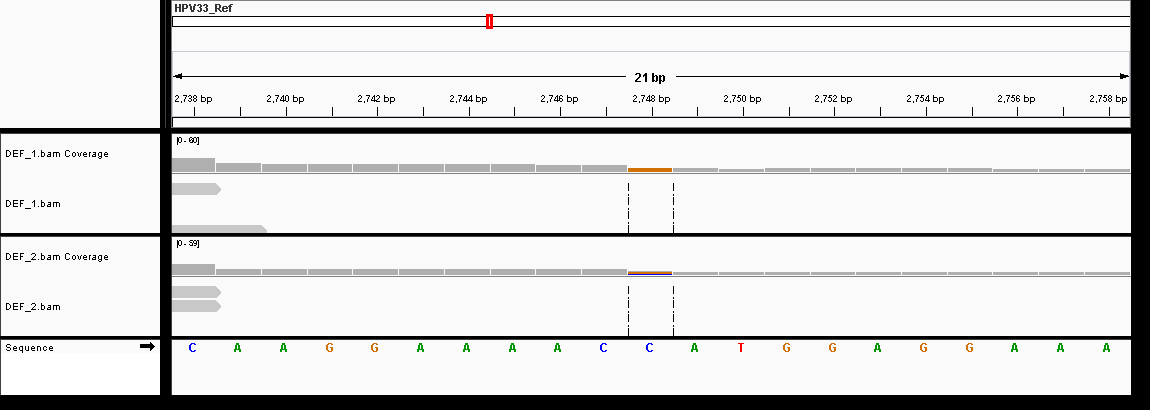 HPV33_Ref
21 bp
2,738 bp 2,740 bp 2,742 bp 2,744 bp 2,746 bp 2,748 bp 2,750 bp 2,752 bp 2,754 bp 2,756 bp 2,758 bp
[0 - 60]
DEF_1.bam Coverage
DEF_1.bam
[0 - 59]
DEF_2.bam Coverage
DEF_2.bam
Sequence C A A G G A A A A C C A T G G A G G A A A